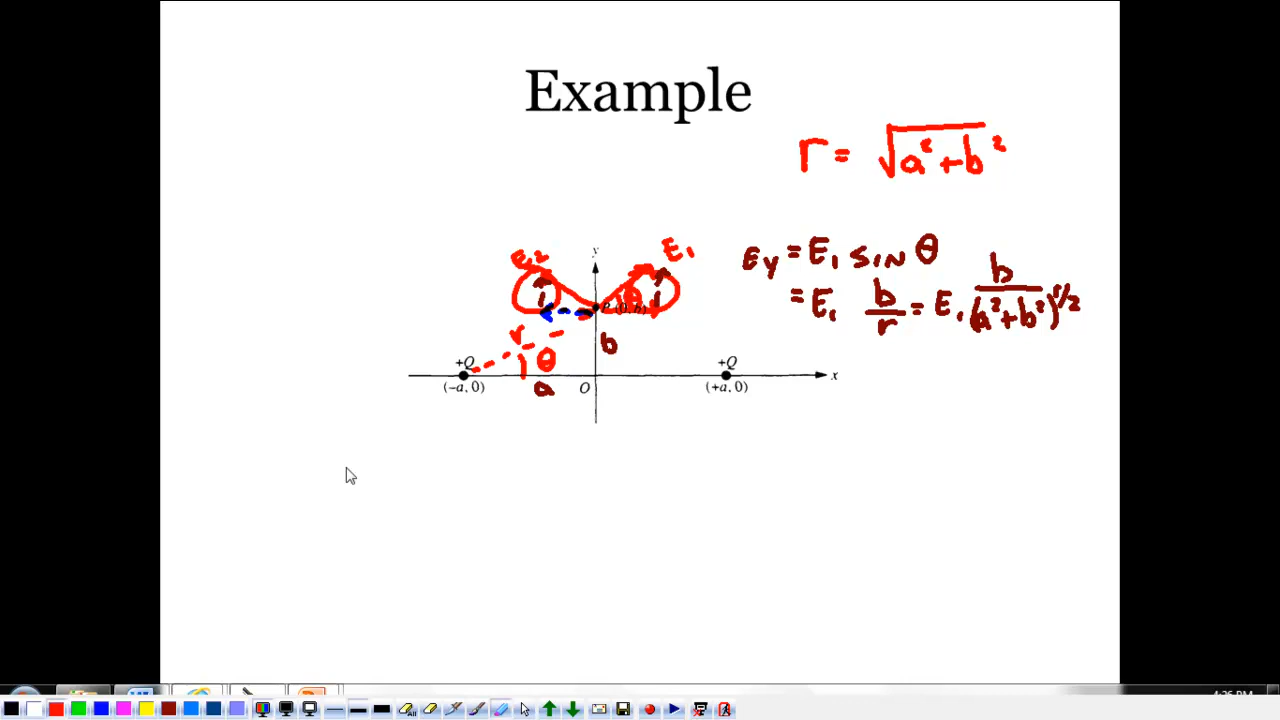 Example
r = √a² + b²
y
E₂
E₁
Ey = E₁ sin θ
= E₁ b/r = E₁ b/(a² + b²)^1/2
θ
P (0, b)
r
b
θ
+Q
+Q
x
a
(−a, 0)
O
(+a, 0)